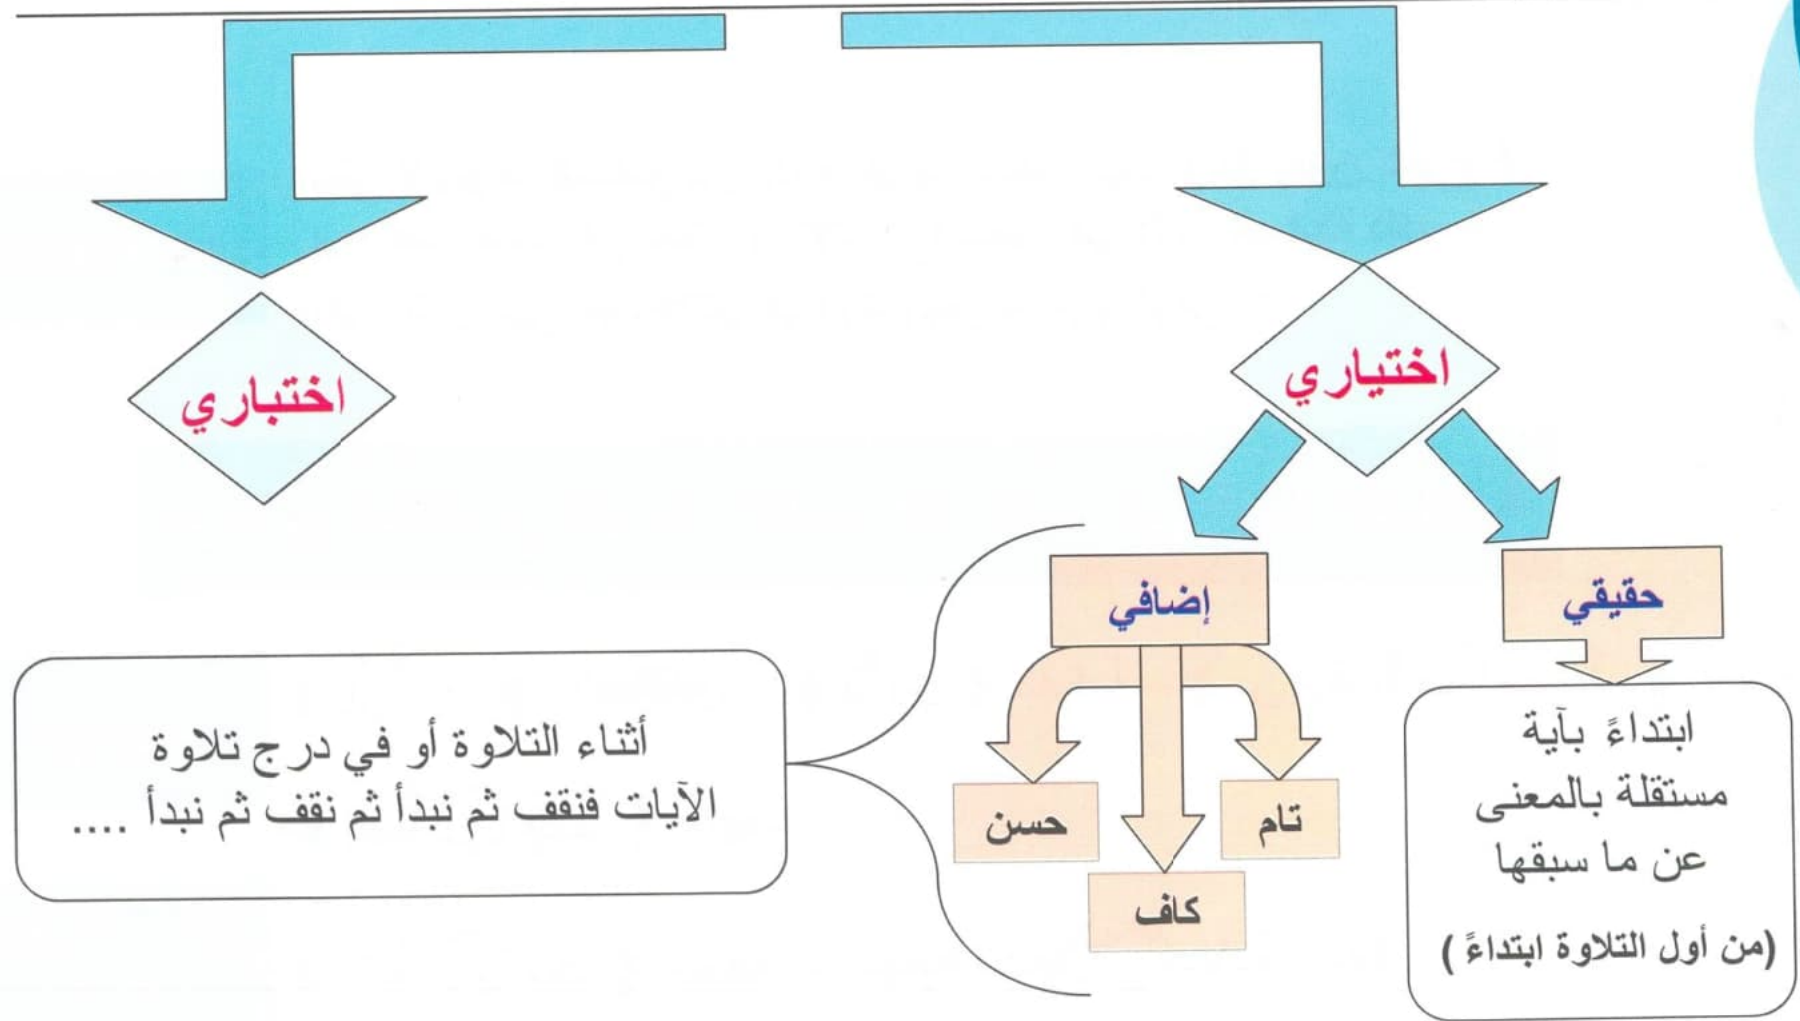 اختياري
اختباري
حقيقي
إضافي
ابتداءً بآية
مستقلة بالمعنى
عن ما سبقها
(من أول التلاوة ابتداءً )
تام
كاف
حسن
أثناء التلاوة أو في درج تلاوة
الآيات فنقف ثم نبدأ ثم نقف ثم نبدأ ....